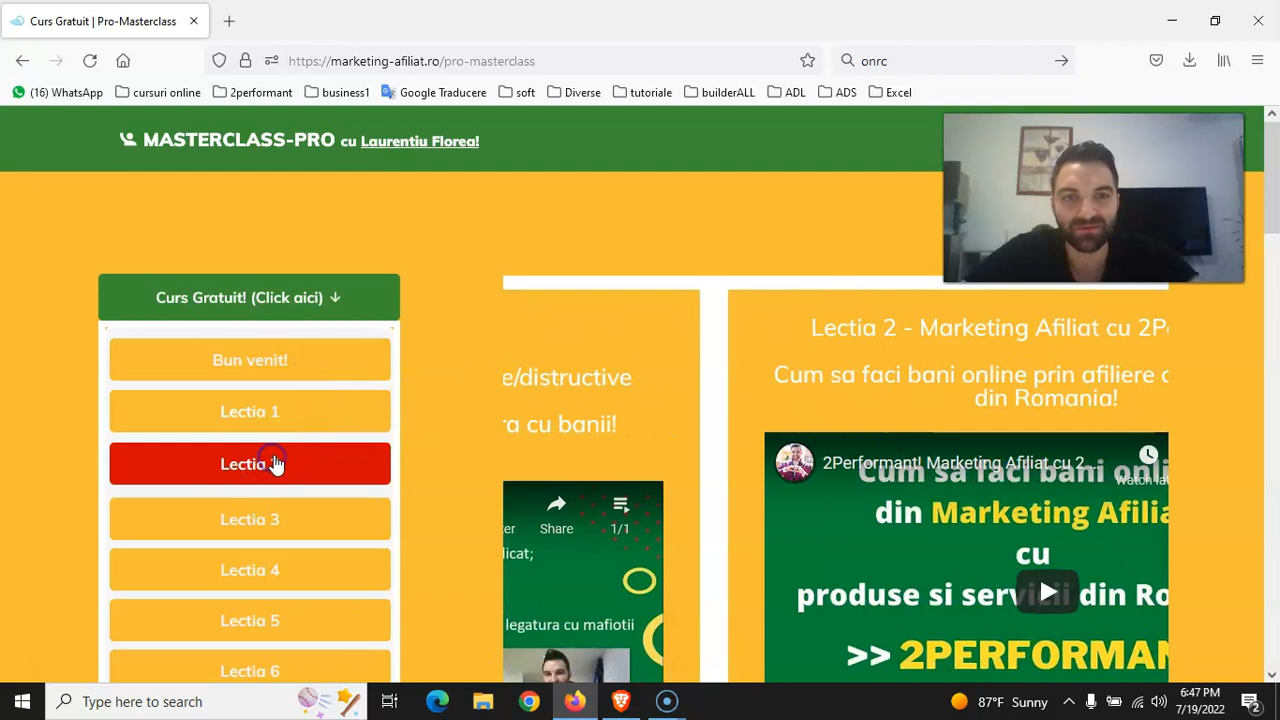 Curs Gratuit | Pro-Masterclass
https://marketing-afiliat.ro/pro-masterclass
onrc
(16) WhatsApp
cursuri online
2performant
business1
Google Traducere
soft
Diverse
tutoriale
builderALL
ADL
ADS
Excel
MASTERCLASS-PRO cu Laurentiu Florea!
Curs Gratuit! (Click aici) ↓
Bun venit!
Lectia 1
Lectia
Lectia 3
Lectia 4
Lectia 5
Lectia 6
e/distructive
ra cu banii!
Share
1/1
licat;
legatura cu mafiotii
Lectia 2 - Marketing Afiliat cu 2P
Cum sa faci bani online prin afiliere
din Romania!
2Performant! Marketing Afiliat cu 2 ...
Cum sa faci bani onli
din Marketing Afilia
cu
produse si servicii din Ro
>> 2PERFORMAN
Type here to search
87°F Sunny
6:47 PM
7/19/2022
2